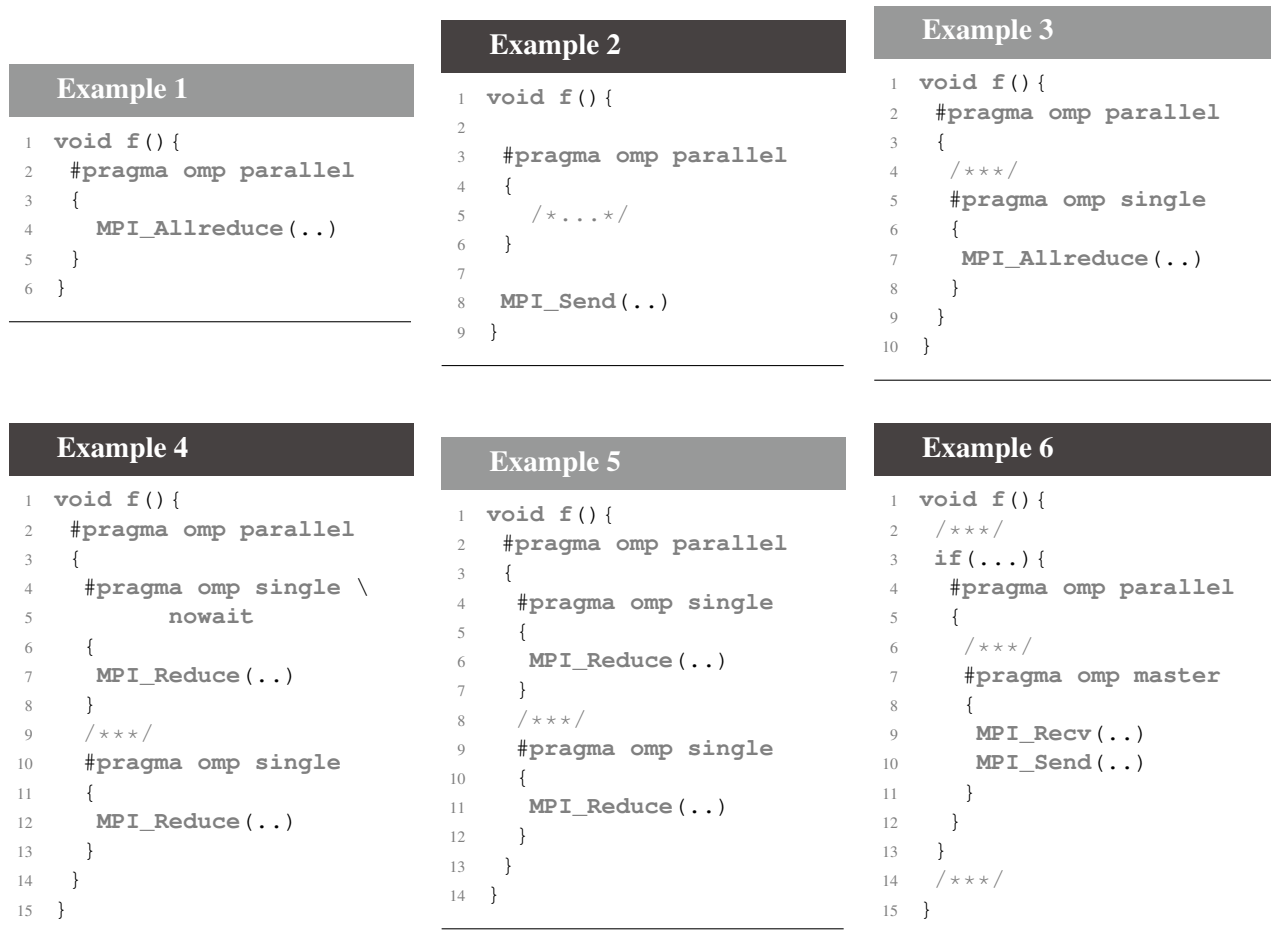 Example 1
1 void f(){
2 #pragma omp parallel
3 {
4 MPI_Allreduce(..)
5 }
6 }
Example 2
1 void f(){
2
3 #pragma omp parallel
4 {
5 /*...*/
6 }
7
8 MPI_Send(..)
9 }
Example 3
1 void f(){
2 #pragma omp parallel
3 {
4 /***/
5 #pragma omp single
6 {
7 MPI_Allreduce(..)
8 }
9 }
10 }
Example 4
1 void f(){
2 #pragma omp parallel
3 {
4 #pragma omp single \
5 nowait
6 {
7 MPI_Reduce(..)
8 }
9 /***/
10 #pragma omp single
11 {
12 MPI_Reduce(..)
13 }
14 }
15 }
Example 5
1 void f(){
2 #pragma omp parallel
3 {
4 #pragma omp single
5 {
6 MPI_Reduce(..)
7 }
8 /***/
9 #pragma omp single
10 {
11 MPI_Reduce(..)
12 }
13 }
14 }
Example 6
1 void f(){
2 /***/
3 if(...){
4 #pragma omp parallel
5 {
6 /***/
7 #pragma omp master
8 {
9 MPI_Recv(..)
10 MPI_Send(..)
11 }
12 }
13 }
14 /***/
15 }